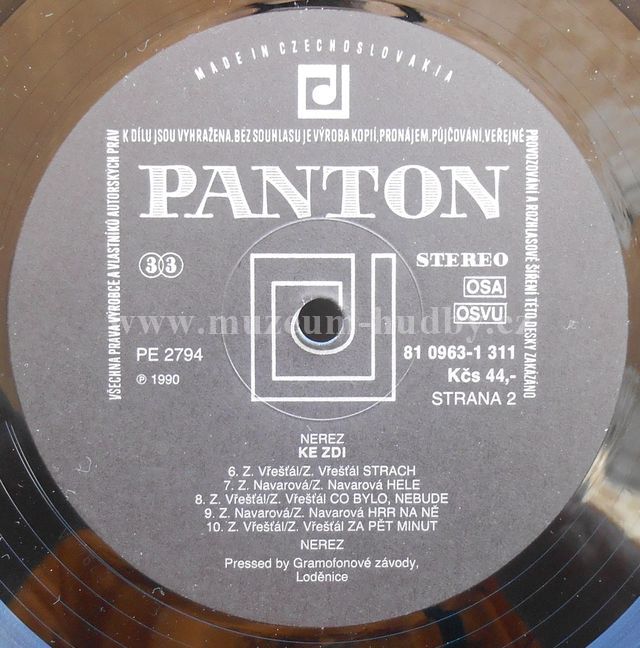 MADE IN CZECHOSLOVAKIA
VŠECHNA PRÁVA VÝROBCE A VLASTNÍKŮ AUTORSKÝCH PRÁV
K DÍLU JSOU VYHRAŽENA. BEZ SOUHLASU JE VÝROBA KOPIÍ, PRONÁJEM, PŮJČOVÁNÍ, VEŘEJNÉ
PROVOZOVÁNÍ A ROZHLASOVÉ ŠÍŘENÍ TÉTO DESKY ZAKÁZÁNO
PANTON
33
STEREO
OSA
OSVU
www.muzeum-hudby.cz
PE 2794
81 0963-1 311
℗ 1990
Kčs 44,-
STRANA 2
NEREZ
KE ZDI
6. Z. Vřešťál/Z. Vřešťál STRACH
7. Z. Navarová/Z. Navarová HELE
8. Z. Vřešťál/Z. Vřešťál CO BYLO, NEBUDE
9. Z. Navarová/Z. Navarová HRR NA NĚ
10. Z. Vřešťál/Z. Vřešťál ZA PĚT MINUT
NEREZ
Pressed by Gramofonové závody,
Loděnice